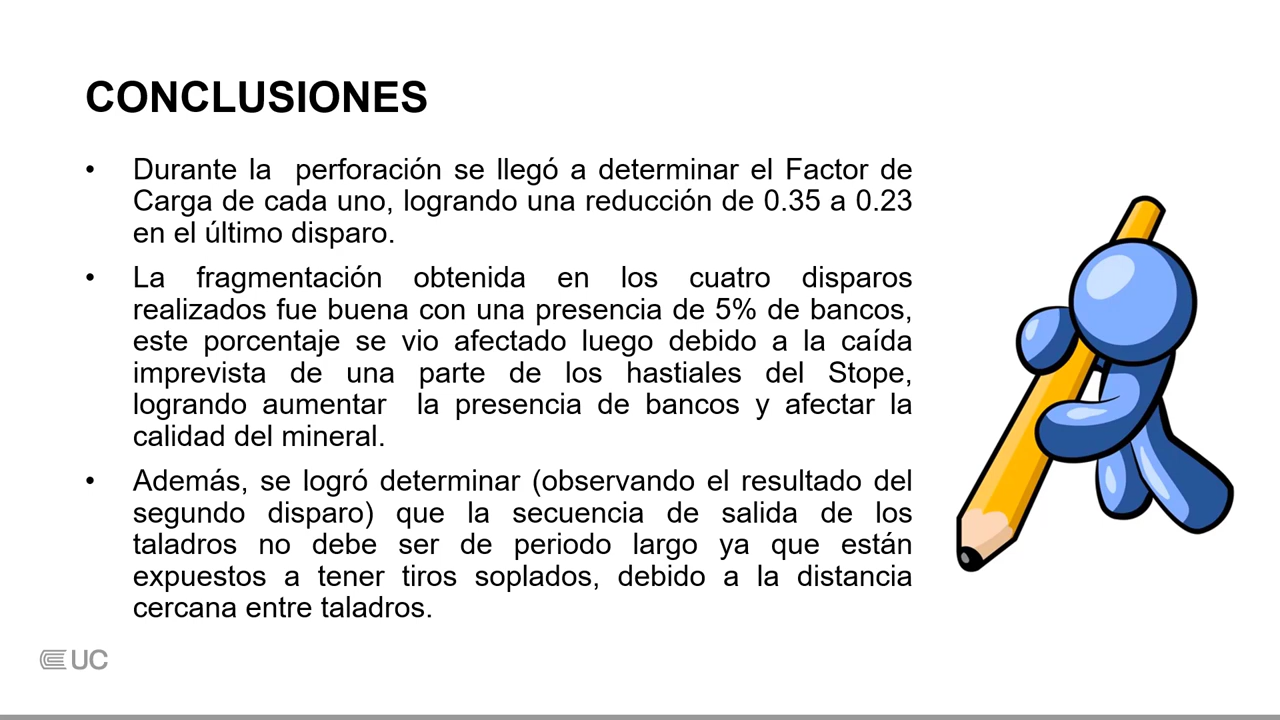 CONCLUSIONES
• Durante la perforación se llegó a determinar el Factor de
Carga de cada uno, logrando una reducción de 0.35 a 0.23
en el último disparo.
• La fragmentación obtenida en los cuatro disparos
realizados fue buena con una presencia de 5% de bancos,
este porcentaje se vio afectado luego debido a la caída
imprevista de una parte de los hastiales del Stope,
logrando aumentar la presencia de bancos y afectar la
calidad del mineral.
• Además, se logró determinar (observando el resultado del
segundo disparo) que la secuencia de salida de los
taladros no debe ser de periodo largo ya que están
expuestos a tener tiros soplados, debido a la distancia
cercana entre taladros.
UC